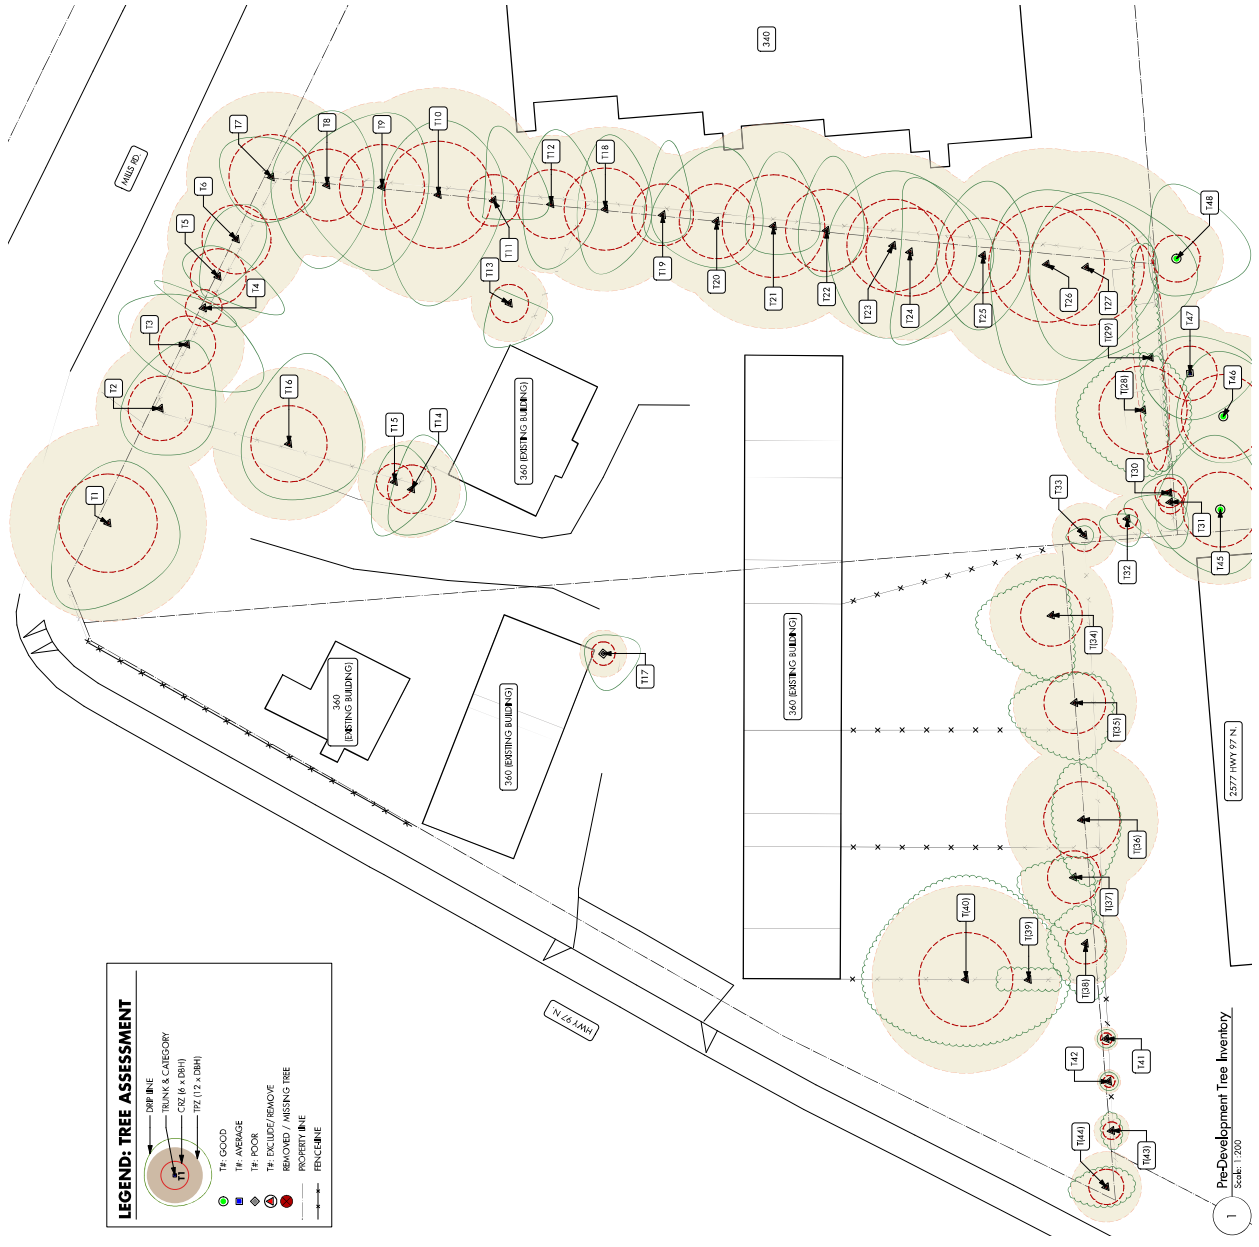 340
MILLS RD.
T7
T8
T9
T10
T12
T18
T6
T5
T4
T3
T2
T1
T16
T15
T14
T13
T11
T19
T20
T21
T22
T23
T24
T25
T26
T27
T48
T(29)
T(28)
T47
T46
T30
T31
T45
T32
T33
T(34)
T(35)
T(36)
T(37)
T(38)
T(39)
T(40)
T41
T42
T(43)
T(44)
T17
360 (EXISTING BUILDING)
360
(EXISTING BUILDING)
360 (EXISTING BUILDING)
360 (EXISTING BUILDING)
2577 HWY 97 N.
HWY 97 N.
LEGEND: TREE ASSESSMENT
DRIP LINE
TRUNK & CATEGORY
CRZ (6 x DBH)
TPZ (12 x DBH)
T1
T#: GOOD
T#: AVERAGE
T#: POOR
T#: EXCLUDE/REMOVE
REMOVED / MISSING TREE
PROPERTY LINE
FENCE-LINE
1
Pre-Development Tree Inventory
Scale: 1:200